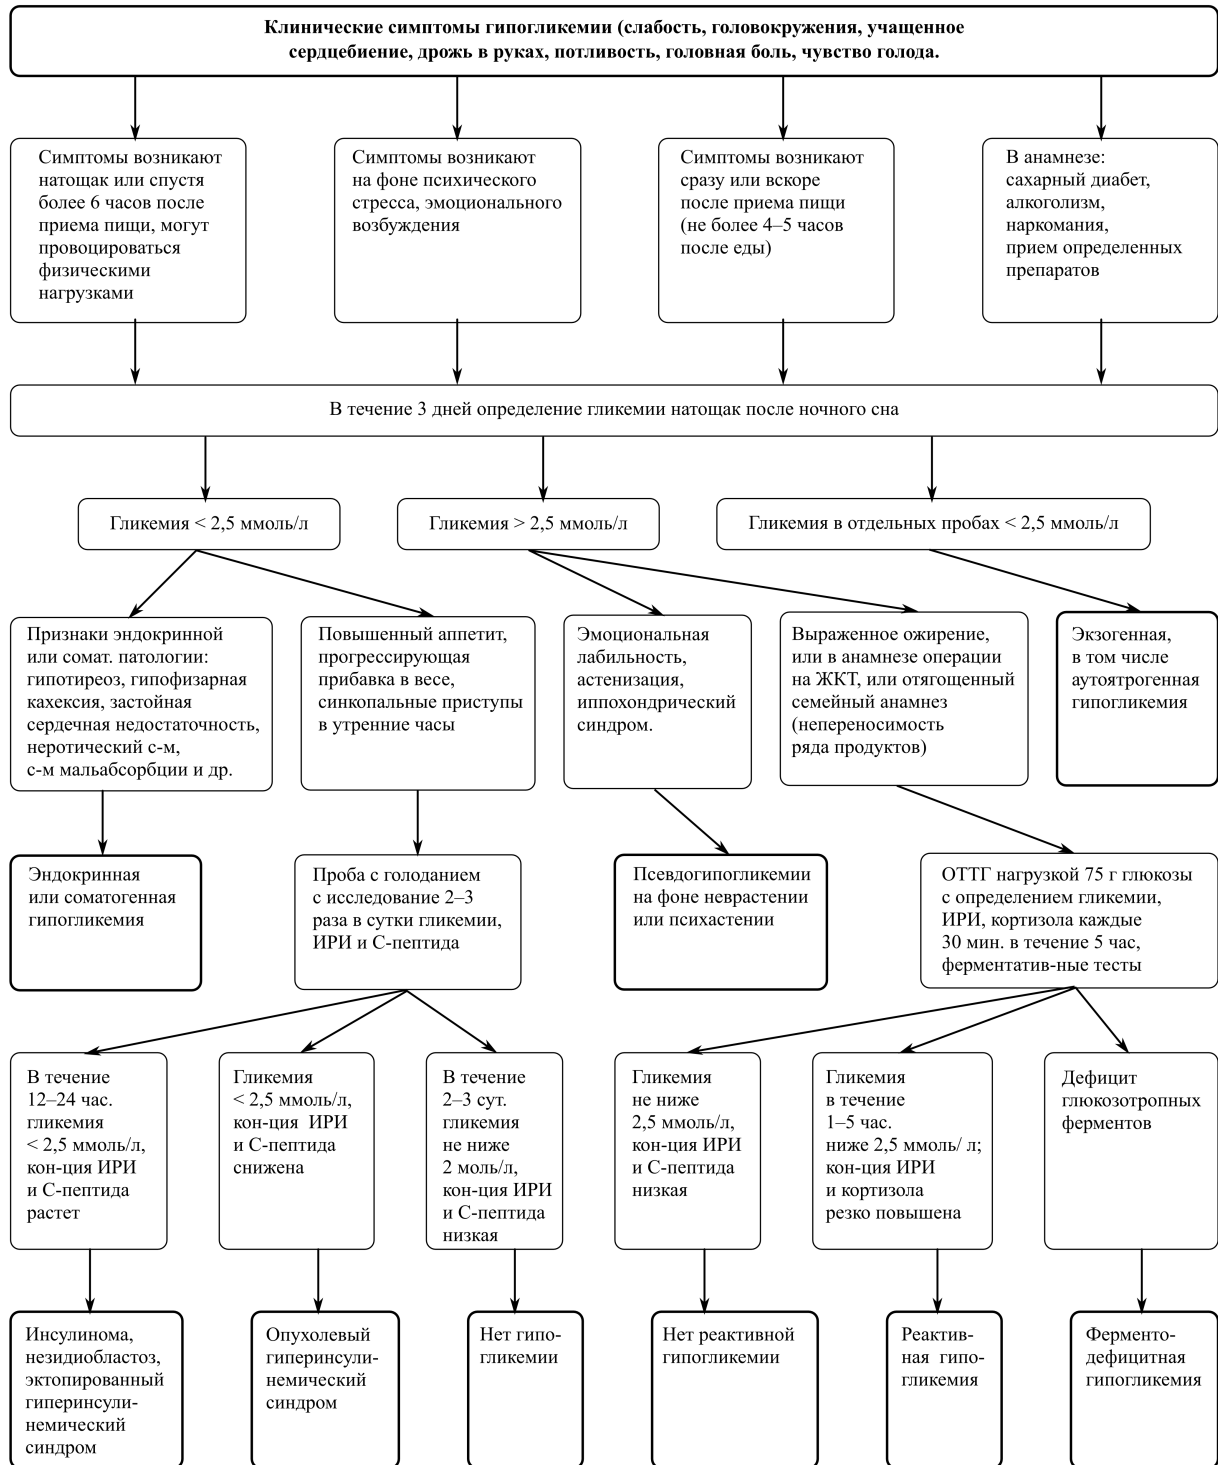 Клинические симптомы гипогликемии (слабость, головокружения, учащенное
сердцебиение, дрожь в руках, потливость, головная боль, чувство голода.
Симптомы возникают
натощак или спустя
более 6 часов после
приема пищи, могут
провоцироваться
физическими
нагрузками
Симптомы возникают
на фоне психического
стресса, эмоционального
возбуждения
Симптомы возникают
сразу или вскоре
после приема пищи
(не более 4–5 часов
после еды)
В анамнезе:
сахарный диабет,
алкоголизм,
наркомания,
прием определенных
препаратов
В течение 3 дней определение гликемии натощак после ночного сна
Гликемия < 2,5 ммоль/л
Гликемия > 2,5 ммоль/л
Гликемия в отдельных пробах < 2,5 ммоль/л
Признаки эндокринной
или сомат. патологии:
гипотиреоз, гипофизарная
кахексия, застойная
сердечная недостаточность,
неротический с-м,
с-м мальабсорбции и др.
Повышенный аппетит,
прогрессирующая
прибавка в весе,
синкопальные приступы
в утренние часы
Эмоциональная
лабильность,
астенизация,
иппохондрический
синдром.
Выраженное ожирение,
или в анамнезе операции
на ЖКТ, или отягощенный
семейный анамнез
(непереносимость
ряда продуктов)
Экзогенная,
в том числе
аутоятрогенная
гипогликемия
Эндокринная
или соматогенная
гипогликемия
Проба с голоданием
с исследование 2–3
раза в сутки гликемии,
ИРИ и С-пептида
Псевдогипогликемии
на фоне неврастении
или психастении
ОТТГ нагрузкой 75 г глюкозы
с определением гликемии,
ИРИ, кортизола каждые
30 мин. в течение 5 час,
ферментатив-ные тесты
В течение
12–24 час.
гликемия
< 2,5 ммоль/л,
кон-ция ИРИ
и С-пептида
растет
Гликемия
< 2,5 ммоль/л,
кон-ция ИРИ
и С-пептида
снижена
В течение
2–3 сут.
гликемия
не ниже
2 моль/л,
кон-ция ИРИ
и С-пептида
низкая
Гликемия
не ниже
2,5 ммоль/л,
кон-ция ИРИ
и С-пептида
низкая
Гликемия
в течение
1–5 час.
ниже 2,5 ммоль/ л;
кон-ция ИРИ
и кортизола
резко повышена
Дефицит
глюкозотропных
ферментов
Инсулинома,
незидиобластоз,
эктопированный
гиперинсули-
немический
синдром
Опухолевый
гиперинсули-
немический
синдром
Нет гипо-
гликемии
Нет реактивной
гипогликемии
Реактив-
ная гипо-
гликемия
Ферменто-
дефицитная
гипогликемия